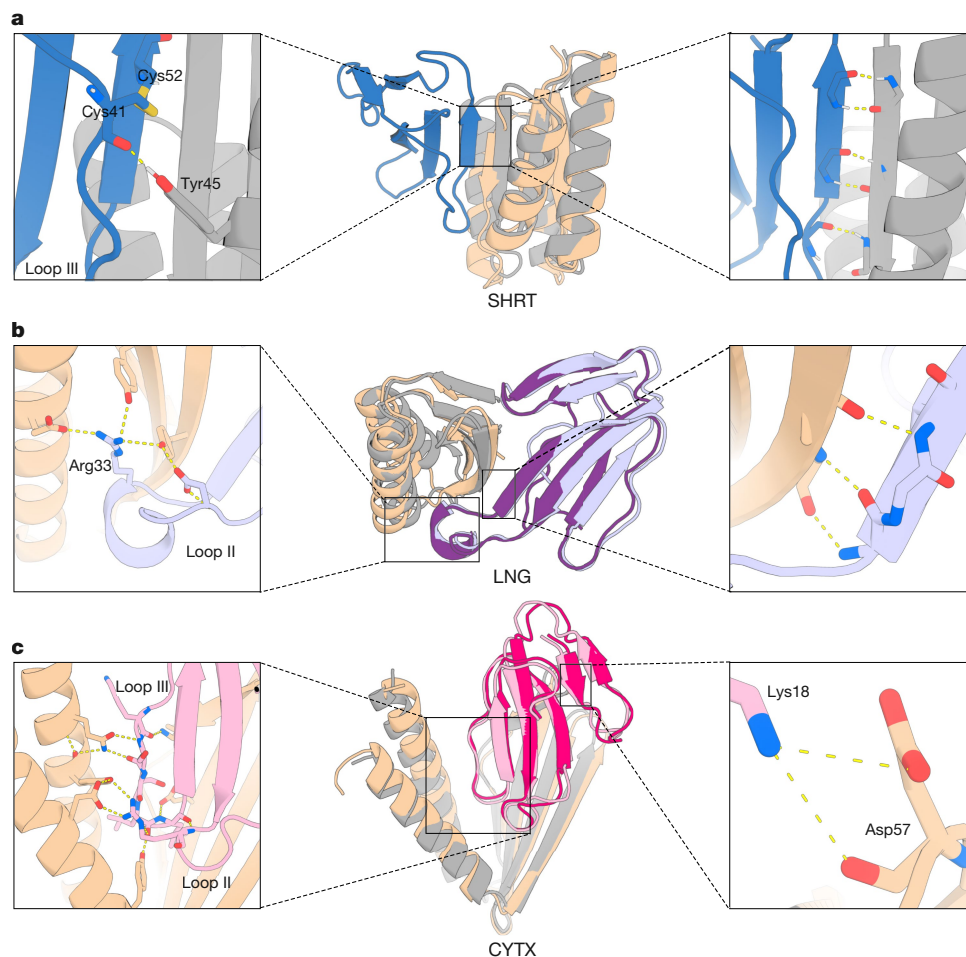 a
Cys52
Cys41
Tyr45
Loop III
SHRT
b
Arg33
Loop II
LNG
c
Loop III
Loop II
Lys18
Asp57
CYTX